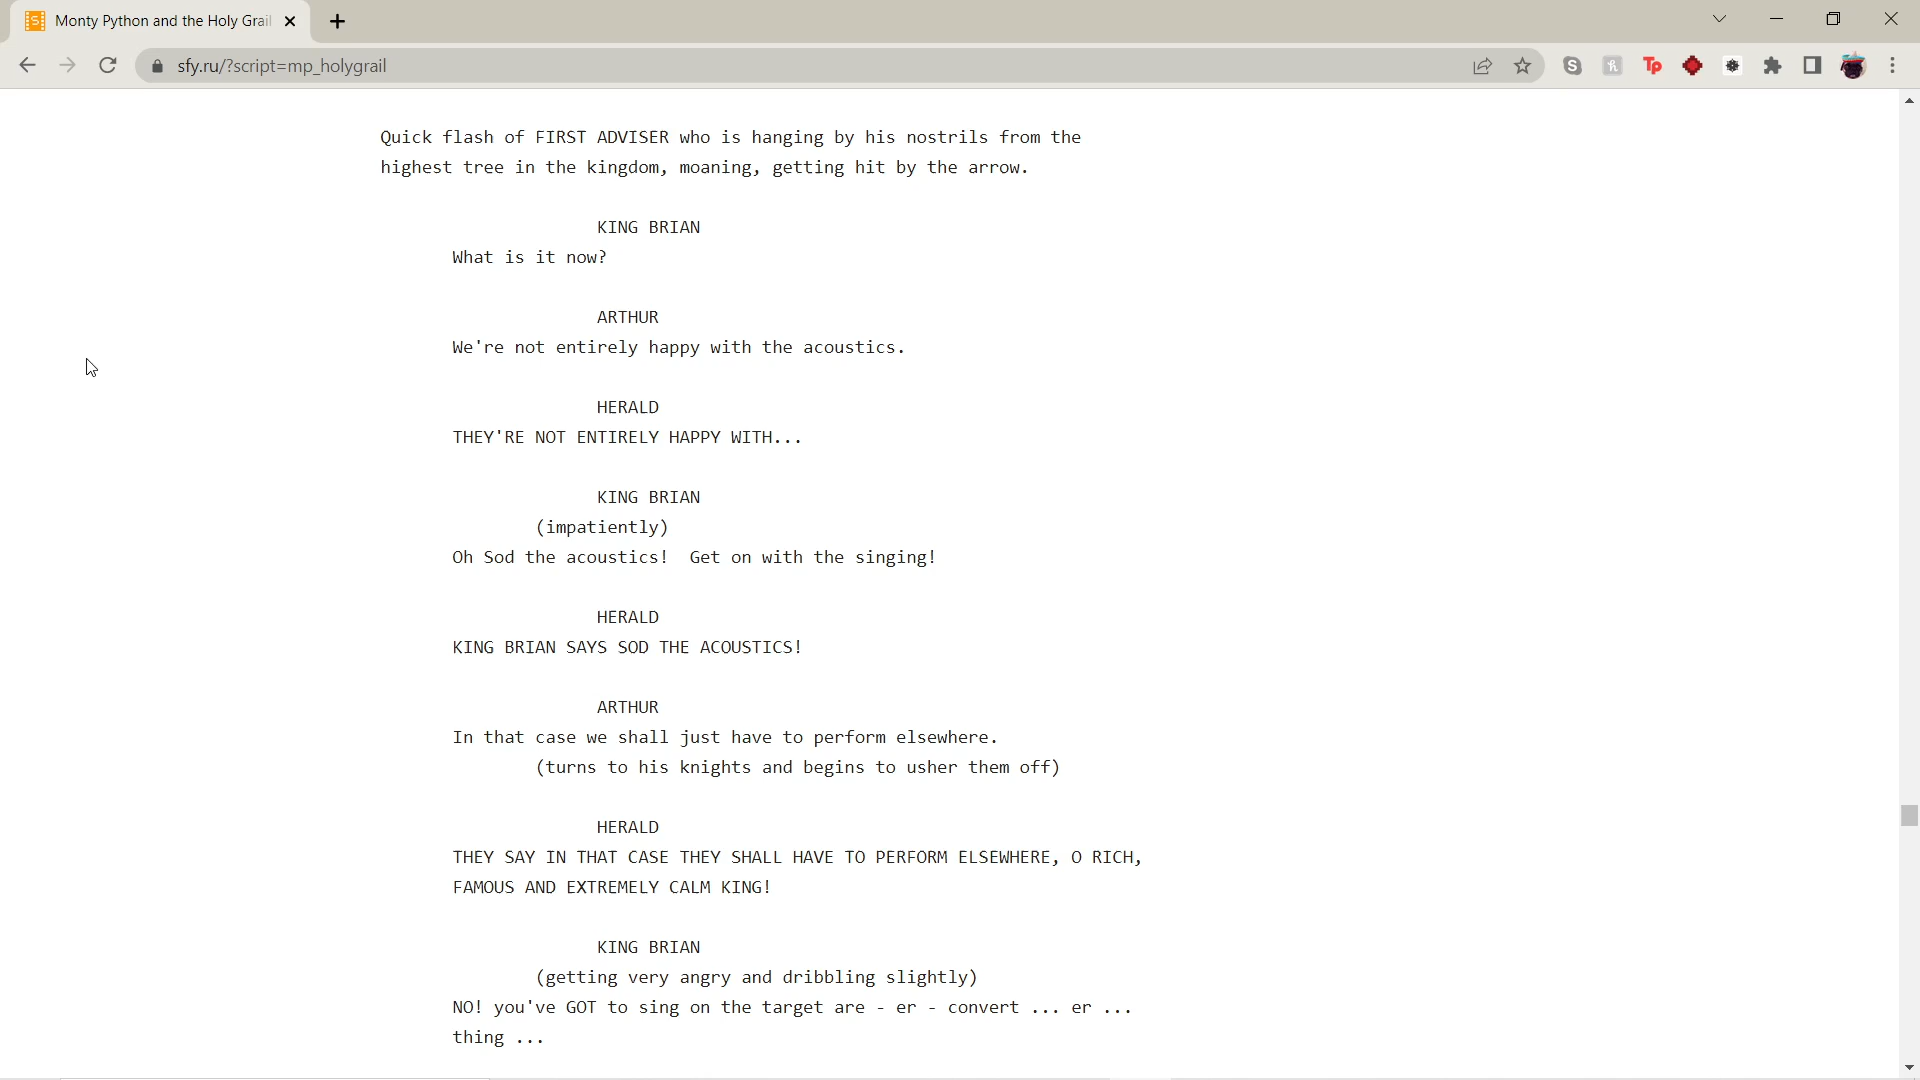 Monty Python and the Holy Grail
sfy.ru/?script=mp_holygrail
Quick flash of FIRST ADVISER who is hanging by his nostrils from the
highest tree in the kingdom, moaning, getting hit by the arrow.
KING BRIAN
What is it now?
ARTHUR
We're not entirely happy with the acoustics.
HERALD
THEY'RE NOT ENTIRELY HAPPY WITH...
KING BRIAN
(impatiently)
Oh Sod the acoustics!  Get on with the singing!
HERALD
KING BRIAN SAYS SOD THE ACOUSTICS!
ARTHUR
In that case we shall just have to perform elsewhere.
(turns to his knights and begins to usher them off)
HERALD
THEY SAY IN THAT CASE THEY SHALL HAVE TO PERFORM ELSEWHERE, O RICH,
FAMOUS AND EXTREMELY CALM KING!
KING BRIAN
(getting very angry and dribbling slightly)
NO! you've GOT to sing on the target are - er - convert ... er ...
thing ...